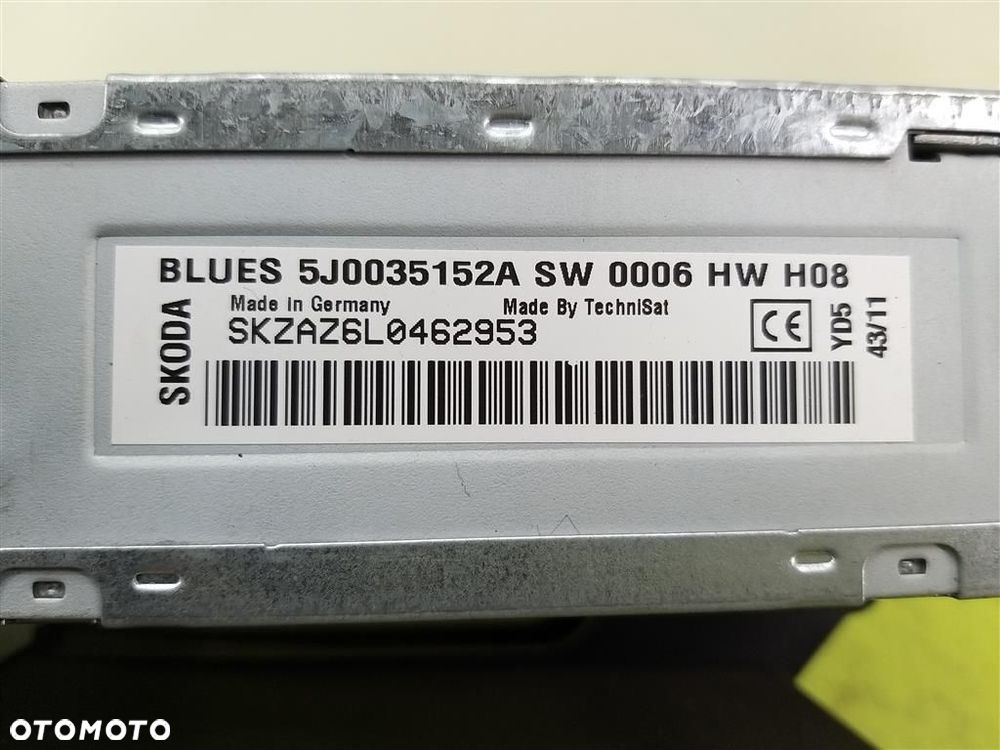 BLUES 5J0035152A SW 0006 HW H08
Made in Germany Made By TechniSat
SKZAZ6L0462953
SKODA
CE
YD5
43/11
OTOMOTO